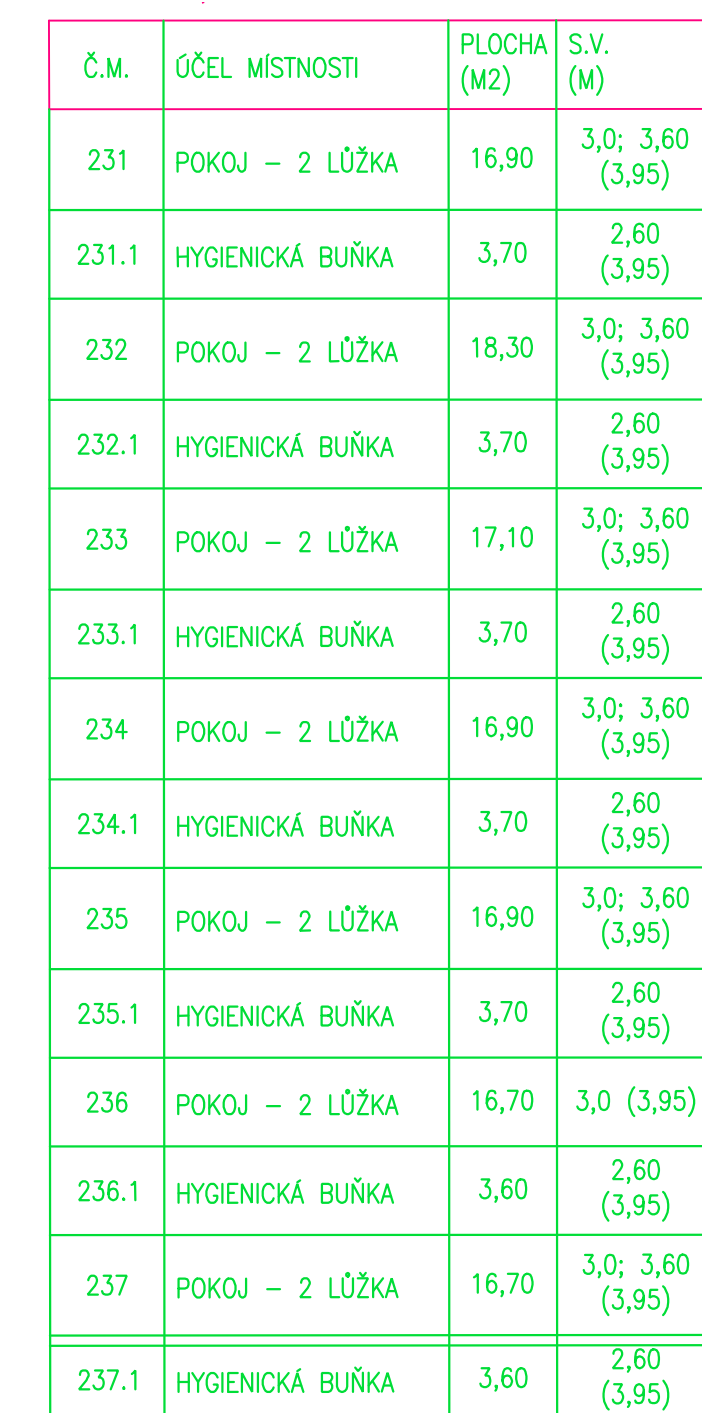 Č.M. ÚČEL MÍSTNOSTI PLOCHA (M2) S.V. (M)
231 POKOJ – 2 LŮŽKA 16,90 3,0; 3,60 (3,95)
231.1 HYGIENICKÁ BUŇKA 3,70 2,60 (3,95)
232 POKOJ – 2 LŮŽKA 18,30 3,0; 3,60 (3,95)
232.1 HYGIENICKÁ BUŇKA 3,70 2,60 (3,95)
233 POKOJ – 2 LŮŽKA 17,10 3,0; 3,60 (3,95)
233.1 HYGIENICKÁ BUŇKA 3,70 2,60 (3,95)
234 POKOJ – 2 LŮŽKA 16,90 3,0; 3,60 (3,95)
234.1 HYGIENICKÁ BUŇKA 3,70 2,60 (3,95)
235 POKOJ – 2 LŮŽKA 16,90 3,0; 3,60 (3,95)
235.1 HYGIENICKÁ BUŇKA 3,70 2,60 (3,95)
236 POKOJ – 2 LŮŽKA 16,70 3,0 (3,95)
236.1 HYGIENICKÁ BUŇKA 3,60 2,60 (3,95)
237 POKOJ – 2 LŮŽKA 16,70 3,0; 3,60 (3,95)
237.1 HYGIENICKÁ BUŇKA 3,60 2,60 (3,95)